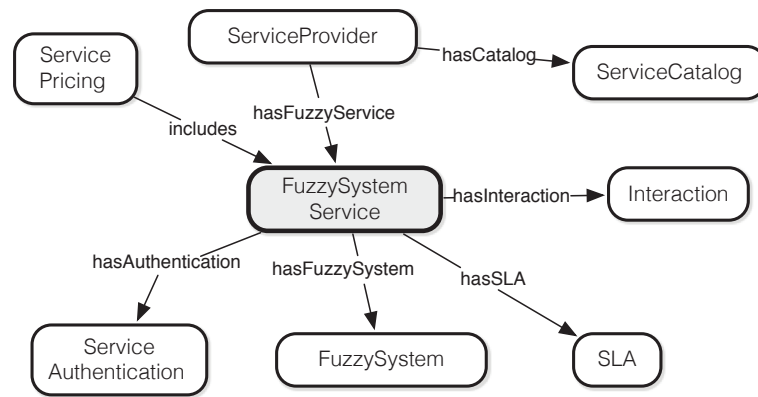 ServiceProvider
hasCatalog
Service
Pricing
ServiceCatalog
hasFuzzyService
includes
FuzzySystem
Service
hasInteraction
Interaction
hasAuthentication
hasFuzzySystem
hasSLA
Service
Authentication
FuzzySystem
SLA